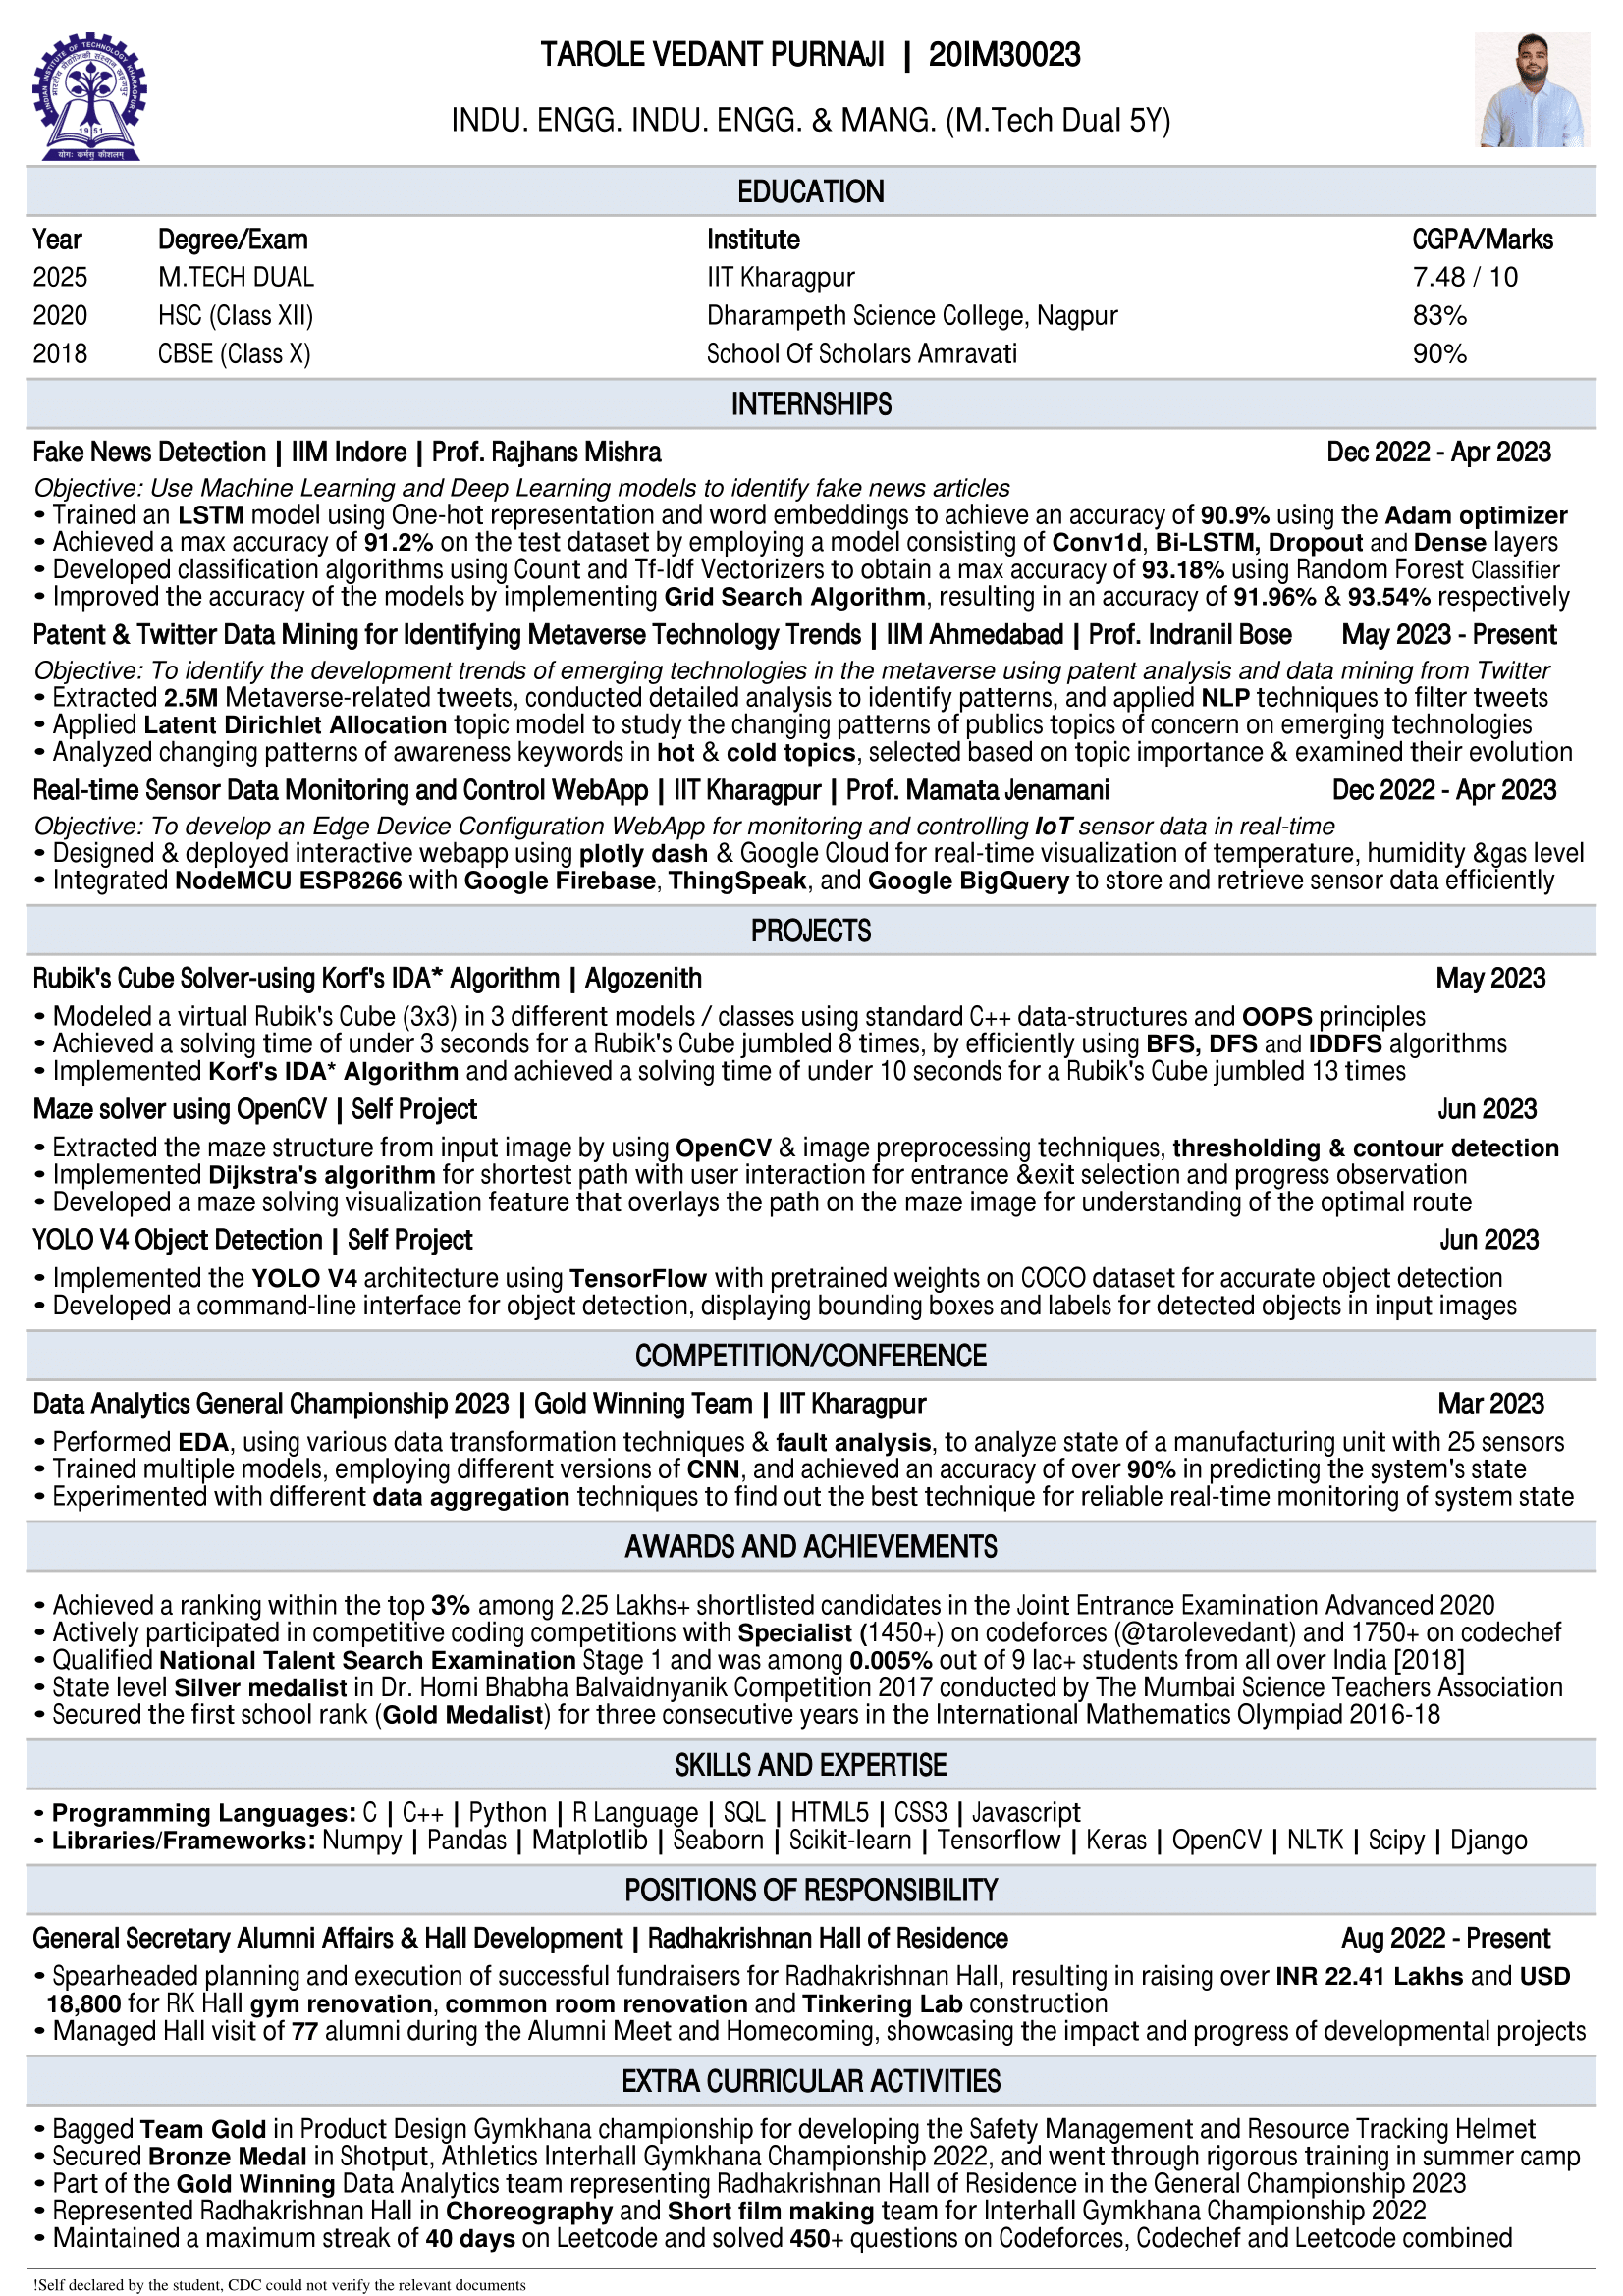 TAROLE VEDANT PURNAJI | 20IM30023
INDU. ENGG. INDU. ENGG. & MANG. (M.Tech Dual 5Y)
INDIAN INSTITUTE OF TECHNOLOGY KHARAGPUR
भारतीय प्रौद्योगिकी संस्थान खड़गपुर
1951
योगः कर्मसु कौशलम्
EDUCATION
Year Degree/Exam Institute CGPA/Marks
2025 M.TECH DUAL IIT Kharagpur 7.48 / 10
2020 HSC (Class XII) Dharampeth Science College, Nagpur 83%
2018 CBSE (Class X) School Of Scholars Amravati 90%
INTERNSHIPS
Fake News Detection | IIM Indore | Prof. Rajhans Mishra Dec 2022 - Apr 2023
Objective: Use Machine Learning and Deep Learning models to identify fake news articles
• Trained an LSTM model using One-hot representation and word embeddings to achieve an accuracy of 90.9% using the Adam optimizer
• Achieved a max accuracy of 91.2% on the test dataset by employing a model consisting of Conv1d, Bi-LSTM, Dropout and Dense layers
• Developed classification algorithms using Count and Tf-Idf Vectorizers to obtain a max accuracy of 93.18% using Random Forest Classifier
• Improved the accuracy of the models by implementing Grid Search Algorithm, resulting in an accuracy of 91.96% & 93.54% respectively
Patent & Twitter Data Mining for Identifying Metaverse Technology Trends | IIM Ahmedabad | Prof. Indranil Bose May 2023 - Present
Objective: To identify the development trends of emerging technologies in the metaverse using patent analysis and data mining from Twitter
• Extracted 2.5M Metaverse-related tweets, conducted detailed analysis to identify patterns, and applied NLP techniques to filter tweets
• Applied Latent Dirichlet Allocation topic model to study the changing patterns of publics topics of concern on emerging technologies
• Analyzed changing patterns of awareness keywords in hot & cold topics, selected based on topic importance & examined their evolution
Real-time Sensor Data Monitoring and Control WebApp | IIT Kharagpur | Prof. Mamata Jenamani Dec 2022 - Apr 2023
Objective: To develop an Edge Device Configuration WebApp for monitoring and controlling IoT sensor data in real-time
• Designed & deployed interactive webapp using plotly dash & Google Cloud for real-time visualization of temperature, humidity &gas level
• Integrated NodeMCU ESP8266 with Google Firebase, ThingSpeak, and Google BigQuery to store and retrieve sensor data efficiently
PROJECTS
Rubik's Cube Solver-using Korf's IDA* Algorithm | Algozenith May 2023
• Modeled a virtual Rubik's Cube (3x3) in 3 different models / classes using standard C++ data-structures and OOPS principles
• Achieved a solving time of under 3 seconds for a Rubik's Cube jumbled 8 times, by efficiently using BFS, DFS and IDDFS algorithms
• Implemented Korf's IDA* Algorithm and achieved a solving time of under 10 seconds for a Rubik's Cube jumbled 13 times
Maze solver using OpenCV | Self Project Jun 2023
• Extracted the maze structure from input image by using OpenCV & image preprocessing techniques, thresholding & contour detection
• Implemented Dijkstra's algorithm for shortest path with user interaction for entrance &exit selection and progress observation
• Developed a maze solving visualization feature that overlays the path on the maze image for understanding of the optimal route
YOLO V4 Object Detection | Self Project Jun 2023
• Implemented the YOLO V4 architecture using TensorFlow with pretrained weights on COCO dataset for accurate object detection
• Developed a command-line interface for object detection, displaying bounding boxes and labels for detected objects in input images
COMPETITION/CONFERENCE
Data Analytics General Championship 2023 | Gold Winning Team | IIT Kharagpur Mar 2023
• Performed EDA, using various data transformation techniques & fault analysis, to analyze state of a manufacturing unit with 25 sensors
• Trained multiple models, employing different versions of CNN, and achieved an accuracy of over 90% in predicting the system's state
• Experimented with different data aggregation techniques to find out the best technique for reliable real-time monitoring of system state
AWARDS AND ACHIEVEMENTS
• Achieved a ranking within the top 3% among 2.25 Lakhs+ shortlisted candidates in the Joint Entrance Examination Advanced 2020
• Actively participated in competitive coding competitions with Specialist (1450+) on codeforces (@tarolevedant) and 1750+ on codechef
• Qualified National Talent Search Examination Stage 1 and was among 0.005% out of 9 lac+ students from all over India [2018]
• State level Silver medalist in Dr. Homi Bhabha Balvaidnyanik Competition 2017 conducted by The Mumbai Science Teachers Association
• Secured the first school rank (Gold Medalist) for three consecutive years in the International Mathematics Olympiad 2016-18
SKILLS AND EXPERTISE
• Programming Languages: C | C++ | Python | R Language | SQL | HTML5 | CSS3 | Javascript
• Libraries/Frameworks: Numpy | Pandas | Matplotlib | Seaborn | Scikit-learn | Tensorflow | Keras | OpenCV | NLTK | Scipy | Django
POSITIONS OF RESPONSIBILITY
General Secretary Alumni Affairs & Hall Development | Radhakrishnan Hall of Residence Aug 2022 - Present
• Spearheaded planning and execution of successful fundraisers for Radhakrishnan Hall, resulting in raising over INR 22.41 Lakhs and USD
18,800 for RK Hall gym renovation, common room renovation and Tinkering Lab construction
• Managed Hall visit of 77 alumni during the Alumni Meet and Homecoming, showcasing the impact and progress of developmental projects
EXTRA CURRICULAR ACTIVITIES
• Bagged Team Gold in Product Design Gymkhana championship for developing the Safety Management and Resource Tracking Helmet
• Secured Bronze Medal in Shotput, Athletics Interhall Gymkhana Championship 2022, and went through rigorous training in summer camp
• Part of the Gold Winning Data Analytics team representing Radhakrishnan Hall of Residence in the General Championship 2023
• Represented Radhakrishnan Hall in Choreography and Short film making team for Interhall Gymkhana Championship 2022
• Maintained a maximum streak of 40 days on Leetcode and solved 450+ questions on Codeforces, Codechef and Leetcode combined
!Self declared by the student, CDC could not verify the relevant documents